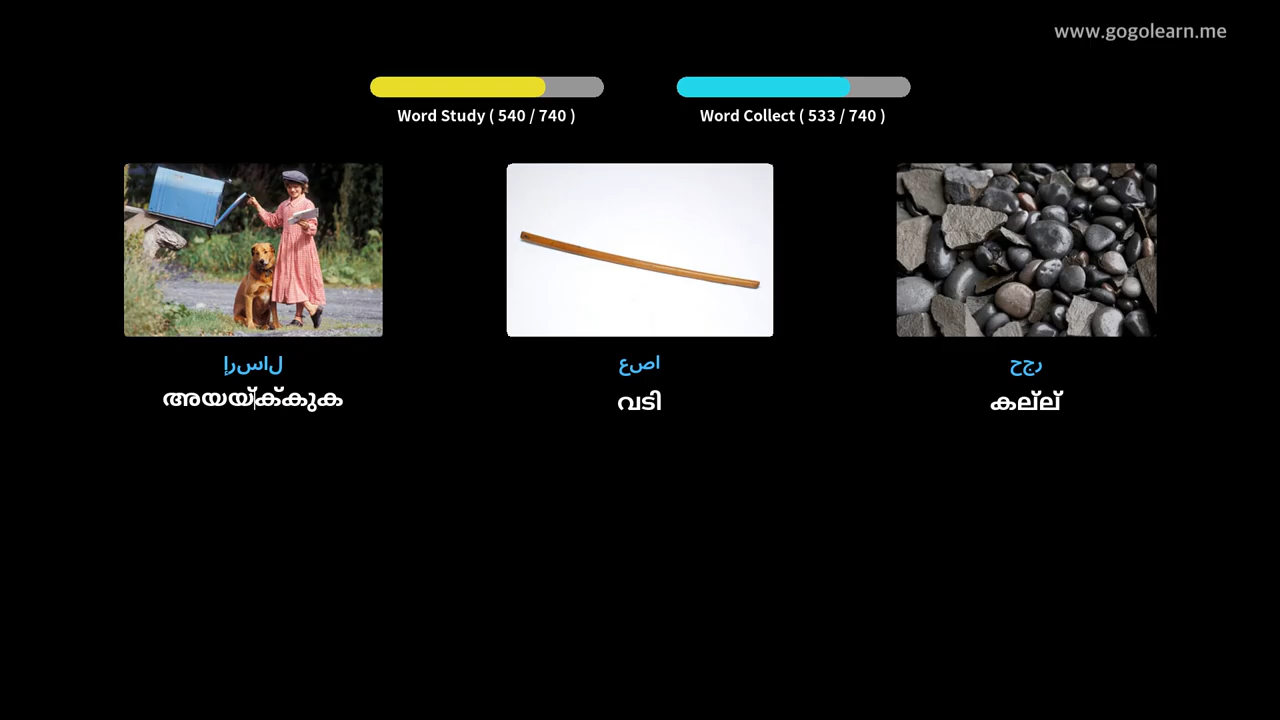 www.gogolearn.me
Word Study ( 540 / 740 )
Word Collect ( 533 / 740 )
إرسال
عصا
حجر
അയയ്ക്കുക
വടി
കല്ല്